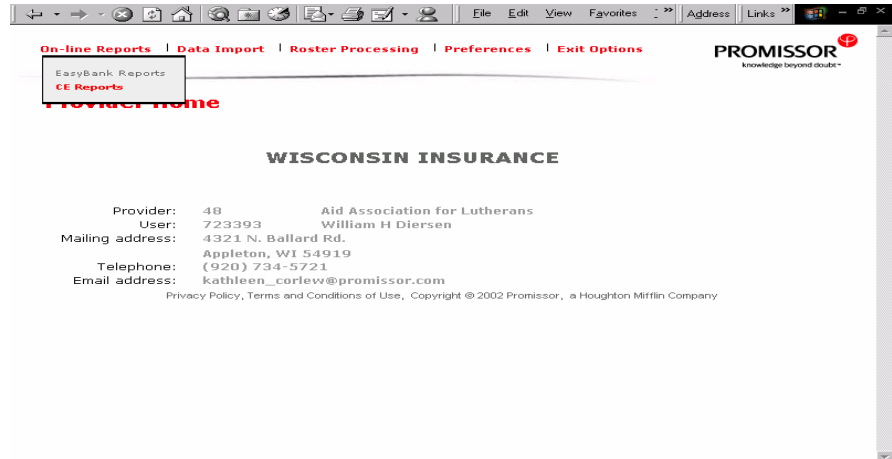 File Edit View Favorites » Address Links »
On-line Reports | Data Import | Roster Processing | Preferences | Exit Options
PROMISSOR
knowledge beyond doubt™
EasyBank Reports
CE Reports
Provider Home
WISCONSIN INSURANCE
Provider: 48 Aid Association for Lutherans
User: 723393 William H Diersen
Mailing address: 4321 N. Ballard Rd.
Appleton, WI 54919
Telephone: (920) 734-5721
Email address: kathleen_corlew@promissor.com
Privacy Policy, Terms and Conditions of Use, Copyright © 2002 Promissor, a Houghton Mifflin Company